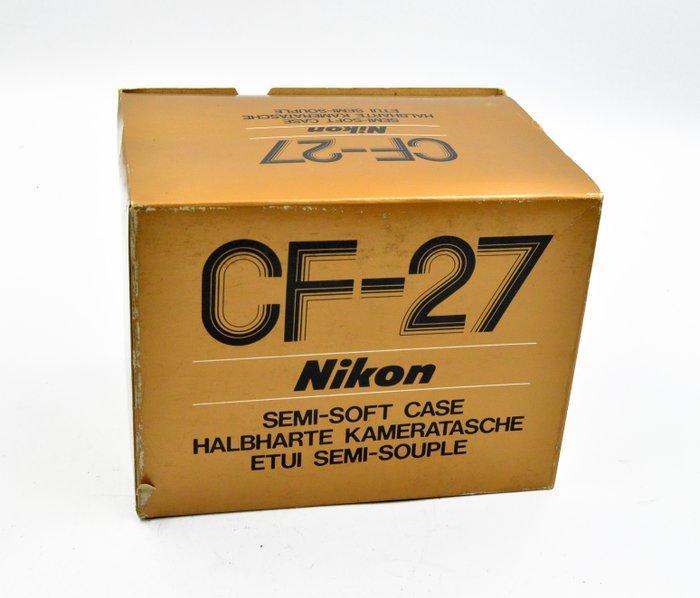 CF-27
Nikon
SEMI-SOFT CASE
HALBHARTE KAMERATASCHE
ETUI SEMI-SOUPLE
CF-27
Nikon
SEMI-SOFT CASE
HALBHARTE KAMERATASCHE
ETUI SEMI-SOUPLE